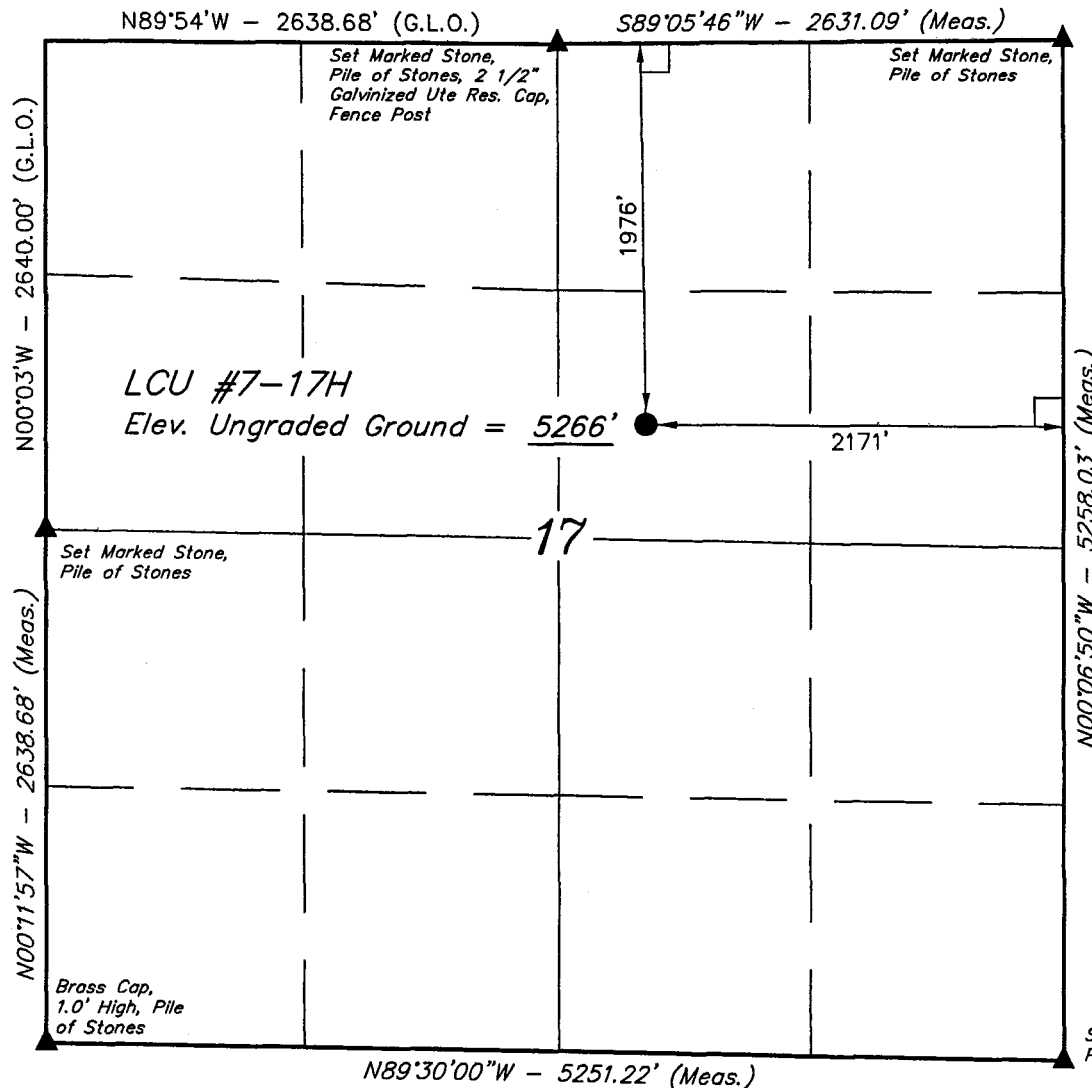 N89°54'W - 2638.68' (G.L.O.)
S89°05'46"W - 2631.09' (Meas.)
Set Marked Stone,
Pile of Stones, 2 1/2"
Galvinized Ute Res. Cap,
Fence Post
Set Marked Stone,
Pile of Stones
N00°03'W - 2640.00' (G.L.O.)
1976'
LCU #7-17H
Elev. Ungraded Ground = 5266'
2171'
N00°06'50"W - 5258.03' (Meas.)
17
Set Marked Stone,
Pile of Stones
N00°11'57"W - 2638.68' (Meas.)
Brass Cap,
1.0' High, Pile
of Stones
N89°30'00"W - 5251.22' (Meas.)